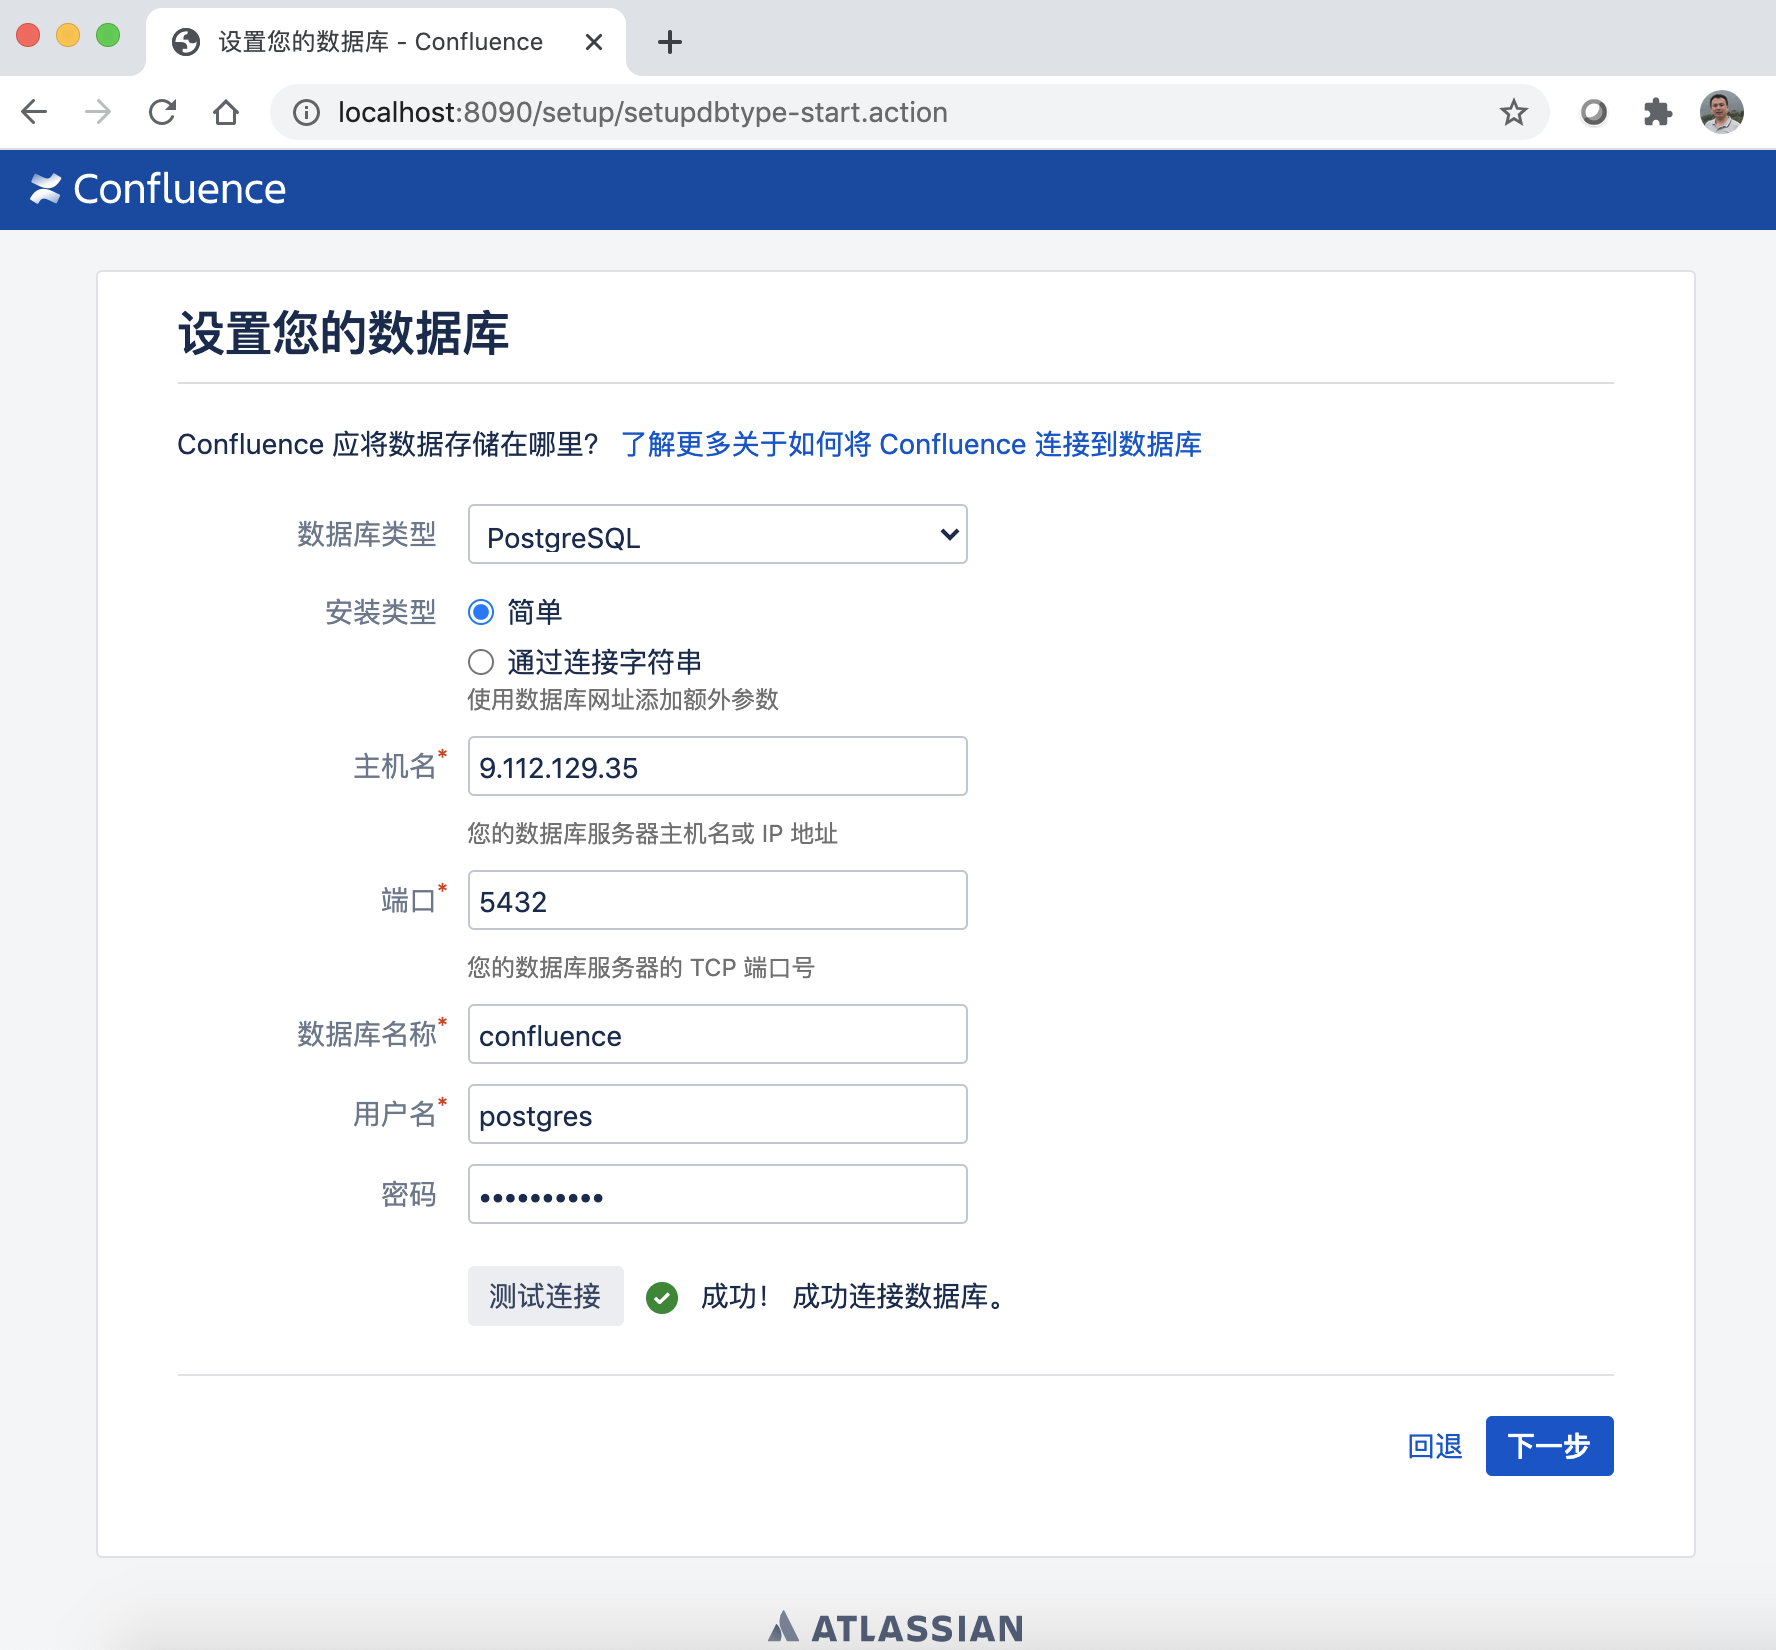 设置您的数据库 - Confluence
localhost:8090/setup/setupdbtype-start.action
Confluence
设置您的数据库
Confluence 应将数据存储在哪里? 了解更多关于如何将 Confluence 连接到数据库
数据库类型 PostgreSQL
安装类型 简单
通过连接字符串
使用数据库网址添加额外参数
主机名* 9.112.129.35
您的数据库服务器主机名或 IP 地址
端口* 5432
您的数据库服务器的 TCP 端口号
数据库名称* confluence
用户名* postgres
密码 ••••••••••
测试连接 成功! 成功连接数据库。
回退 下一步
ATLASSIAN